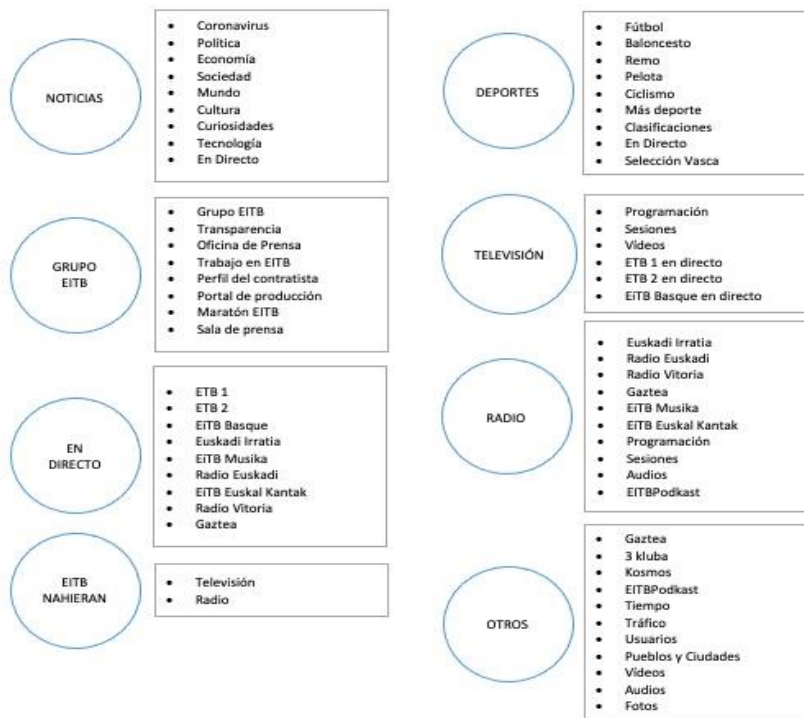 NOTICIAS
• Coronavirus
• Política
• Economía
• Sociedad
• Mundo
• Cultura
• Curiosidades
• Tecnología
• En Directo
GRUPO
EITB
• Grupo EITB
• Transparencia
• Oficina de Prensa
• Trabajo en EITB
• Perfil del contratista
• Portal de producción
• Maratón EITB
• Sala de prensa
EN
DIRECTO
• ETB 1
• ETB 2
• EiTB Basque
• Euskadi Irratia
• EiTB Musika
• Radio Euskadi
• EiTB Euskal Kantak
• Radio Vitoria
• Gaztea
EITB
NAHIERAN
• Televisión
• Radio
DEPORTES
• Fútbol
• Baloncesto
• Remo
• Pelota
• Ciclismo
• Más deporte
• Clasificaciones
• En Directo
• Selección Vasca
TELEVISIÓN
• Programación
• Sesiones
• Vídeos
• ETB 1 en directo
• ETB 2 en directo
• EiTB Basque en directo
RADIO
• Euskadi Irratia
• Radio Euskadi
• Radio Vitoria
• Gaztea
• EiTB Musika
• EiTB Euskal Kantak
• Programación
• Sesiones
• Audios
• EITBPodkast
OTROS
• Gaztea
• 3 kluba
• Kosmos
• EITBPodkast
• Tiempo
• Tráfico
• Usuarios
• Pueblos y Ciudades
• Vídeos
• Audios
• Fotos